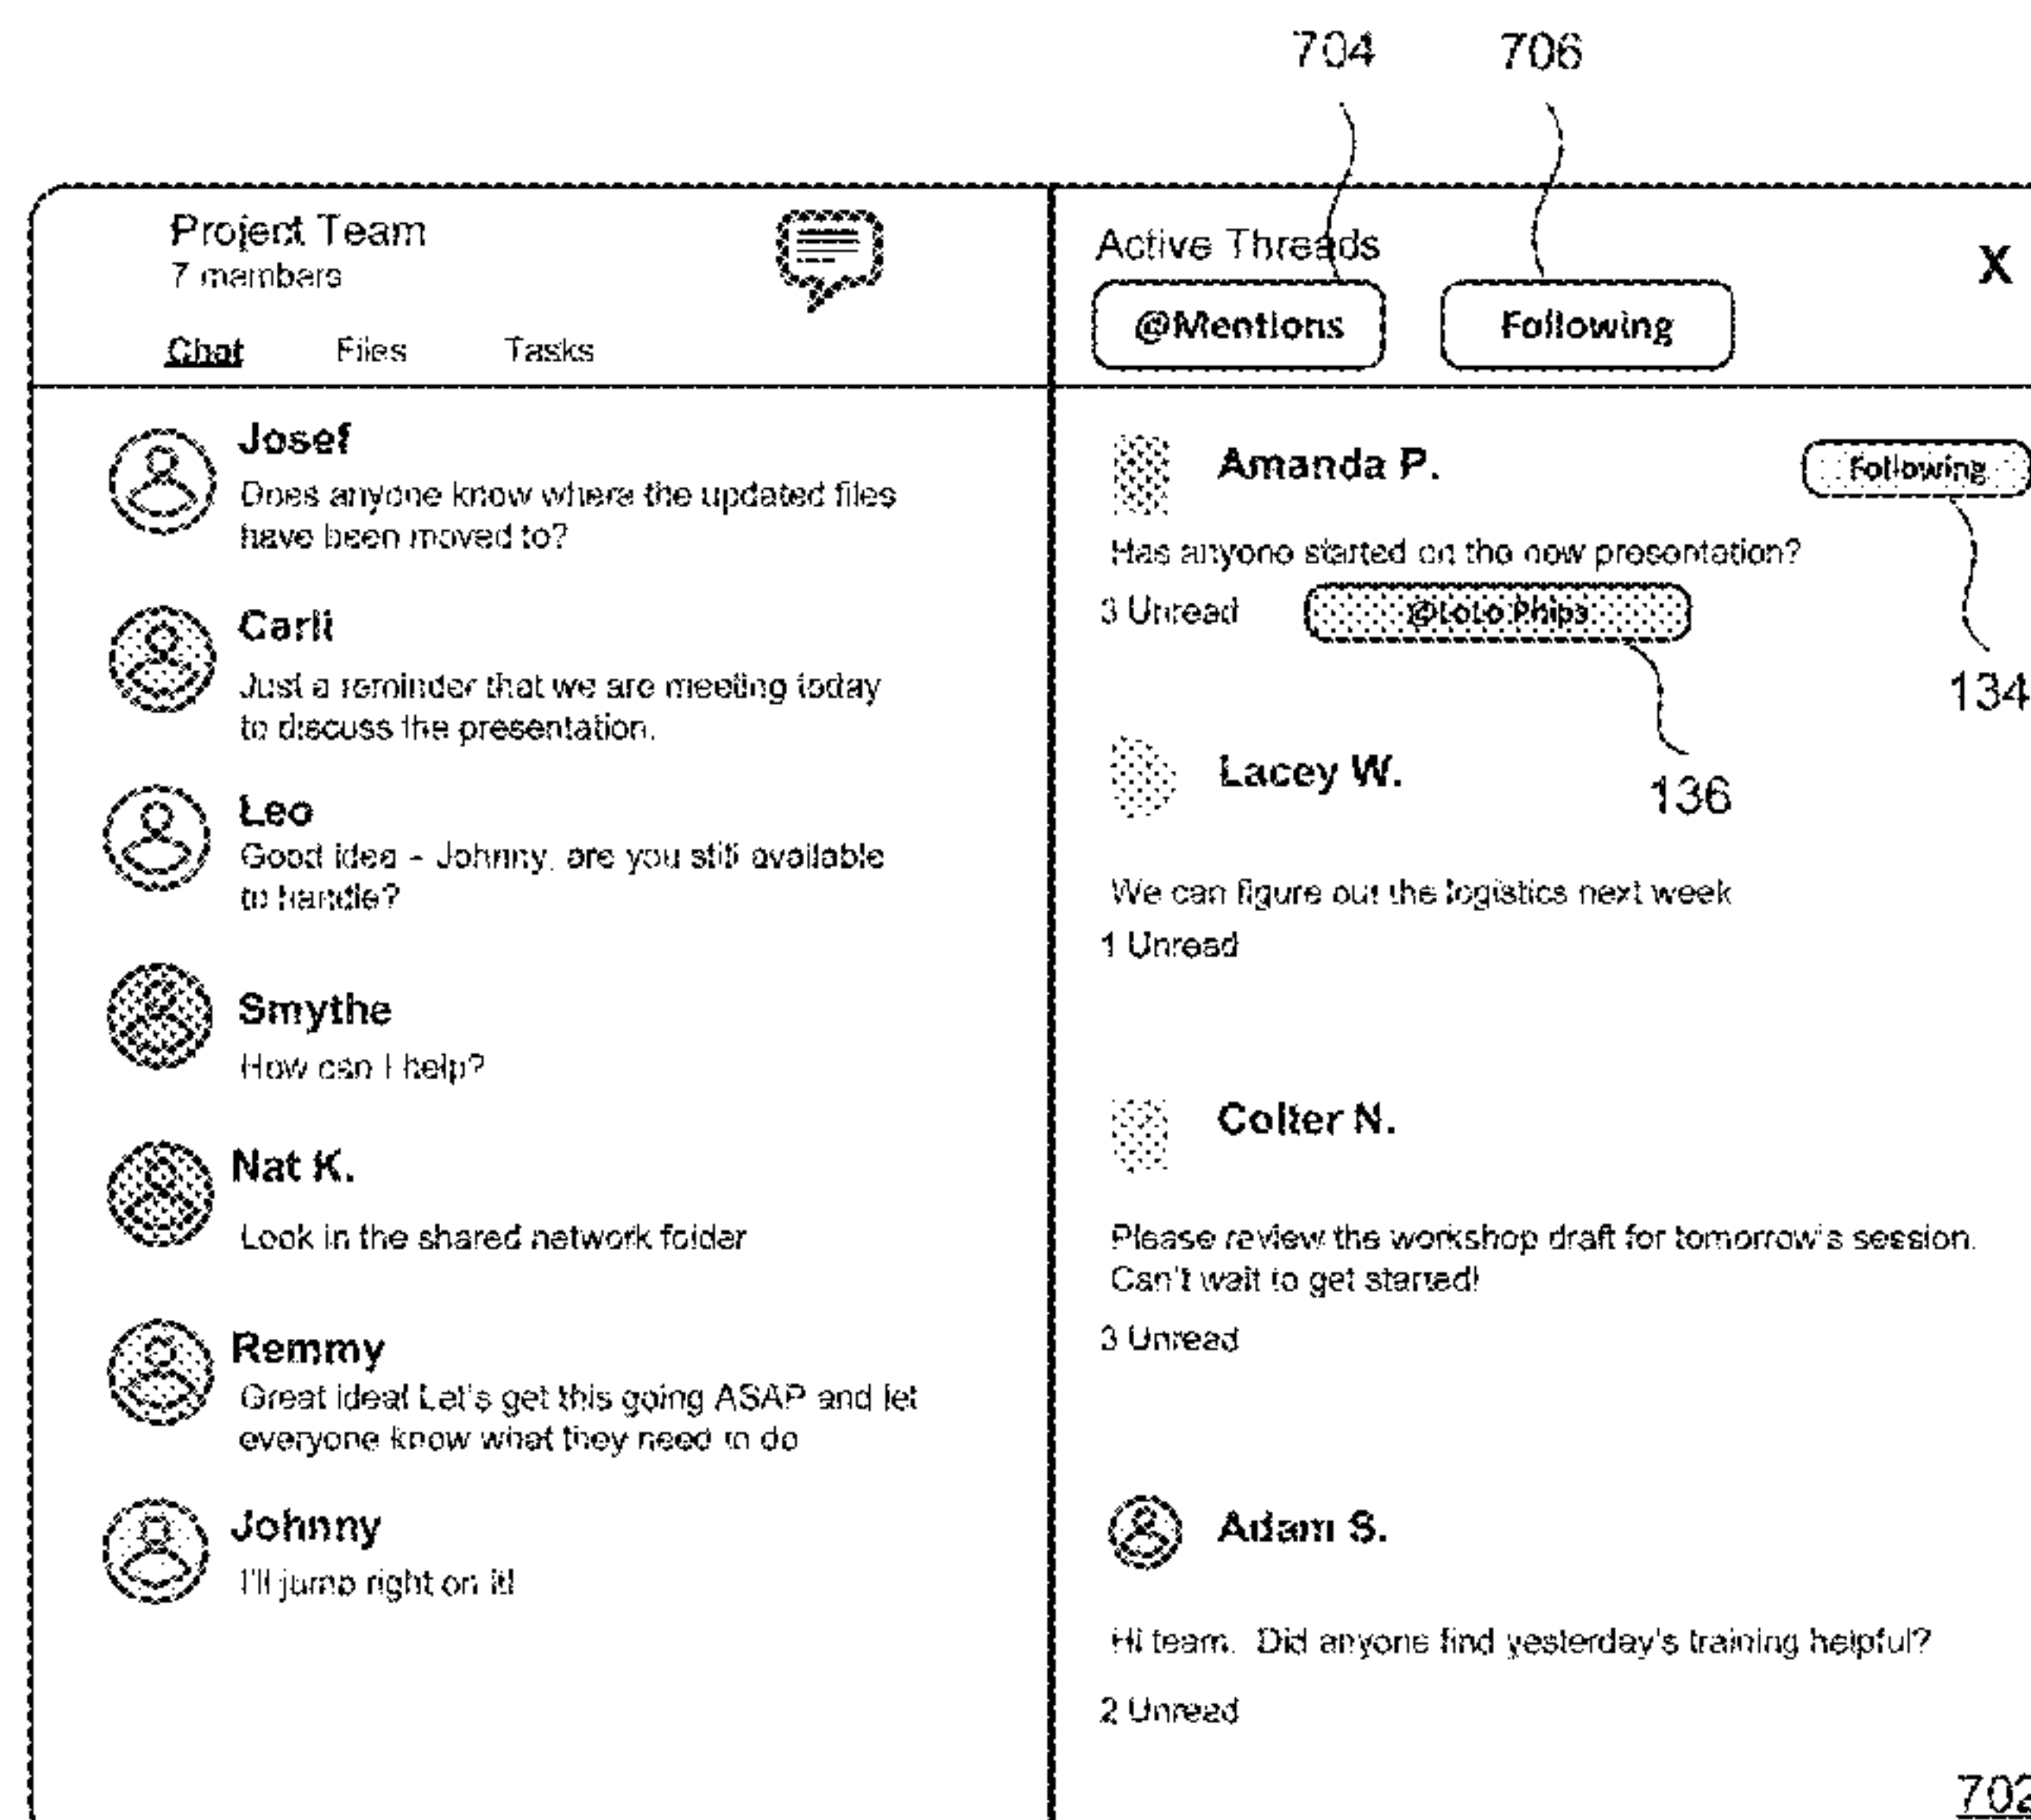 704 706
Project Team
7 members
Chat Files Tasks
Josef
Does anyone know where the updated files
have been moved to?
Carli
Just a reminder that we are meeting today
to discuss the presentation.
Leo
Good idea - Johnny, are you still available
to handle?
Smythe
How can I help?
Nat K.
Look in the shared network folder
Remmy
Great idea! Let's get this going ASAP and let
everyone know what they need to do
Johnny
I'll jump right on it!
Active Threads
X
@Mentions Following
Amanda P.
Following
Has anyone started on the new presentation?
3 Unread @LoLo Phips
134
136
Lacey W.
We can figure out the logistics next week
1 Unread
Colter N.
Please review the workshop draft for tomorrow's session.
Can't wait to get started!
3 Unread
Adam S.
Hi team. Did anyone find yesterday's training helpful?
2 Unread
702